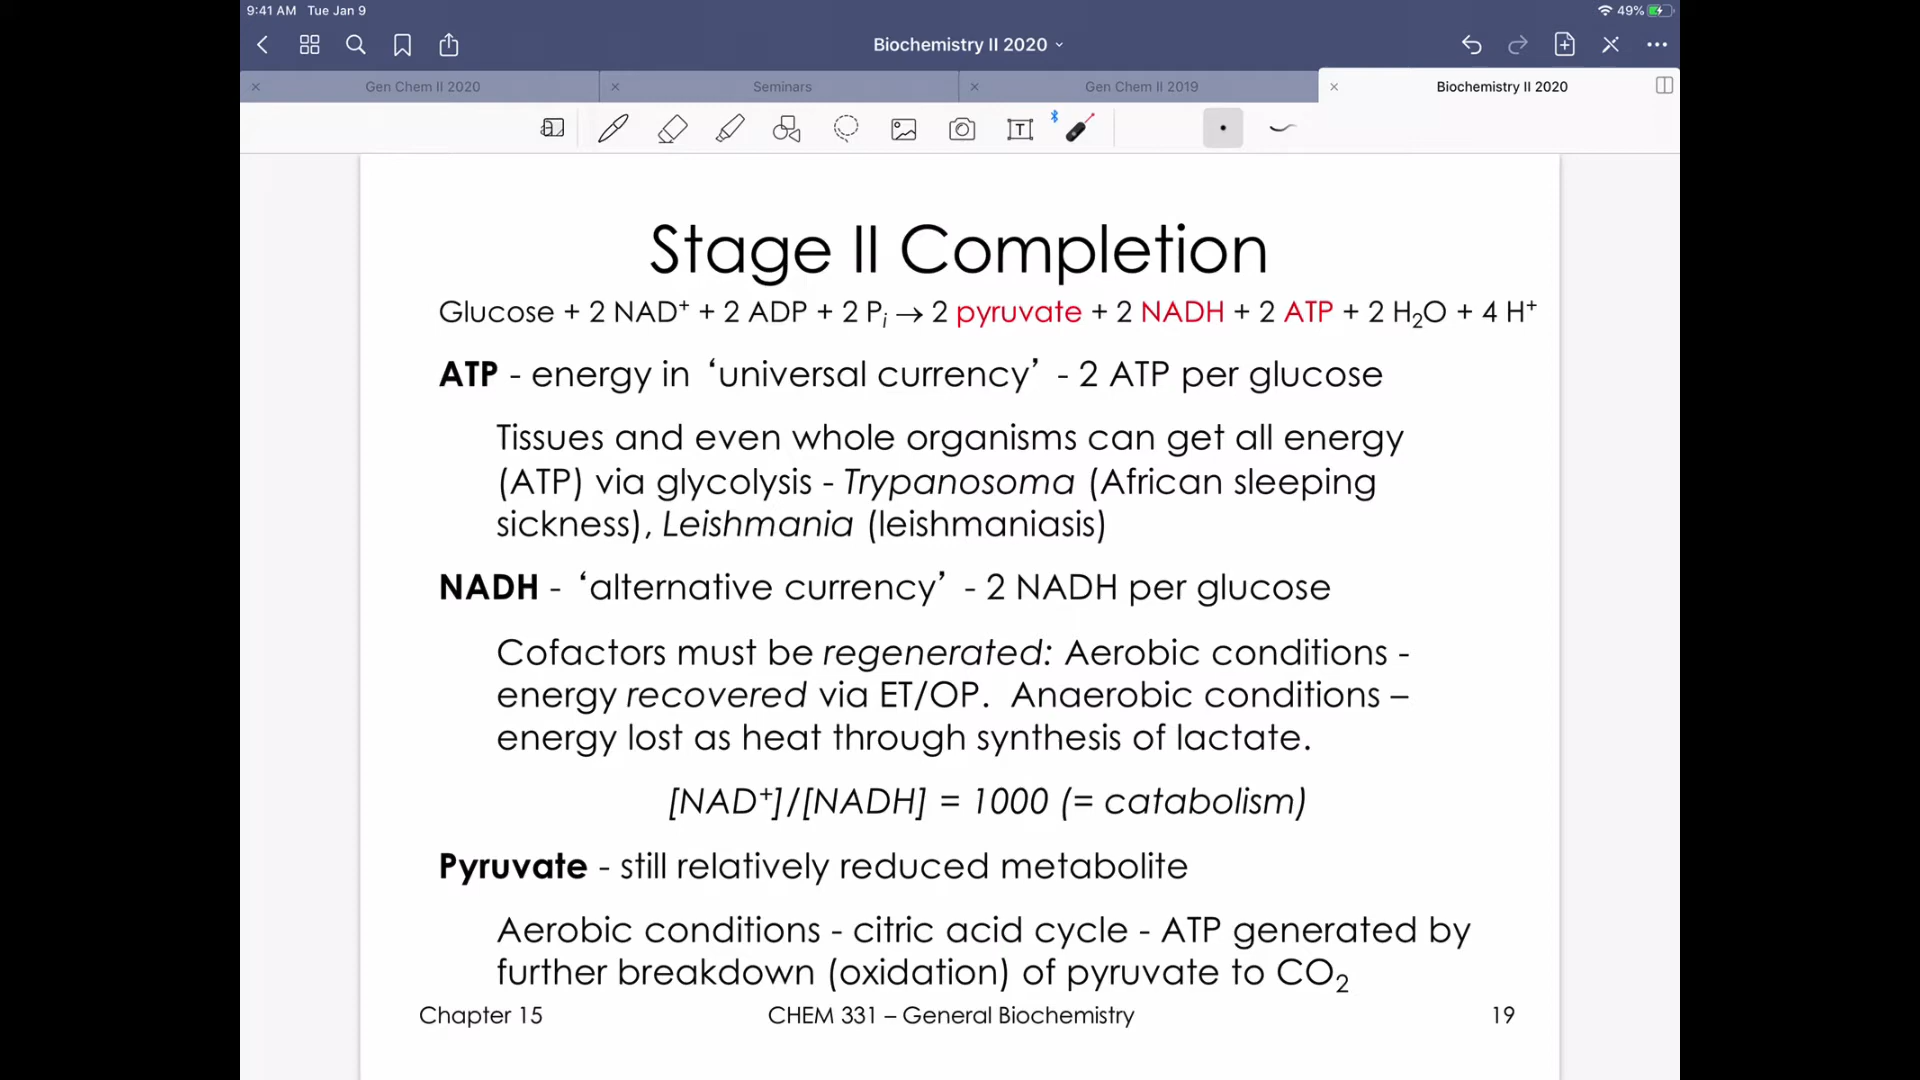 9:41 AM Tue Jan 9 49%
Biochemistry II 2020
Gen Chem II 2020 Seminars Gen Chem II 2019 Biochemistry II 2020
Stage II Completion
Glucose + 2 NAD⁺ + 2 ADP + 2 Pᵢ → 2 pyruvate + 2 NADH + 2 ATP + 2 H₂O + 4 H⁺
ATP - energy in ‘universal currency’ - 2 ATP per glucose
Tissues and even whole organisms can get all energy
(ATP) via glycolysis - Trypanosoma (African sleeping
sickness), Leishmania (leishmaniasis)
NADH - ‘alternative currency’ - 2 NADH per glucose
Cofactors must be regenerated: Aerobic conditions -
energy recovered via ET/OP. Anaerobic conditions –
energy lost as heat through synthesis of lactate.
[NAD⁺]/[NADH] = 1000 (= catabolism)
Pyruvate - still relatively reduced metabolite
Aerobic conditions - citric acid cycle - ATP generated by
further breakdown (oxidation) of pyruvate to CO₂
Chapter 15 CHEM 331 – General Biochemistry 19